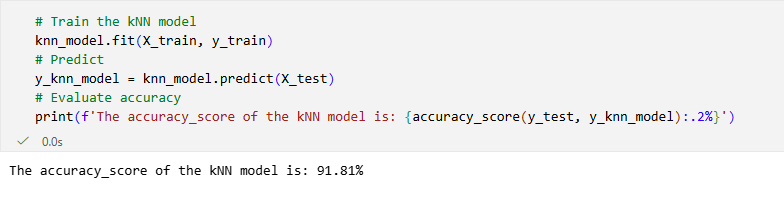 # Train the kNN model
knn_model.fit(X_train, y_train)
# Predict
y_knn_model = knn_model.predict(X_test)
# Evaluate accuracy
print(f'The accuracy_score of the kNN model is: {accuracy_score(y_test, y_knn_model):.2%}')
0.0s
The accuracy_score of the kNN model is: 91.81%